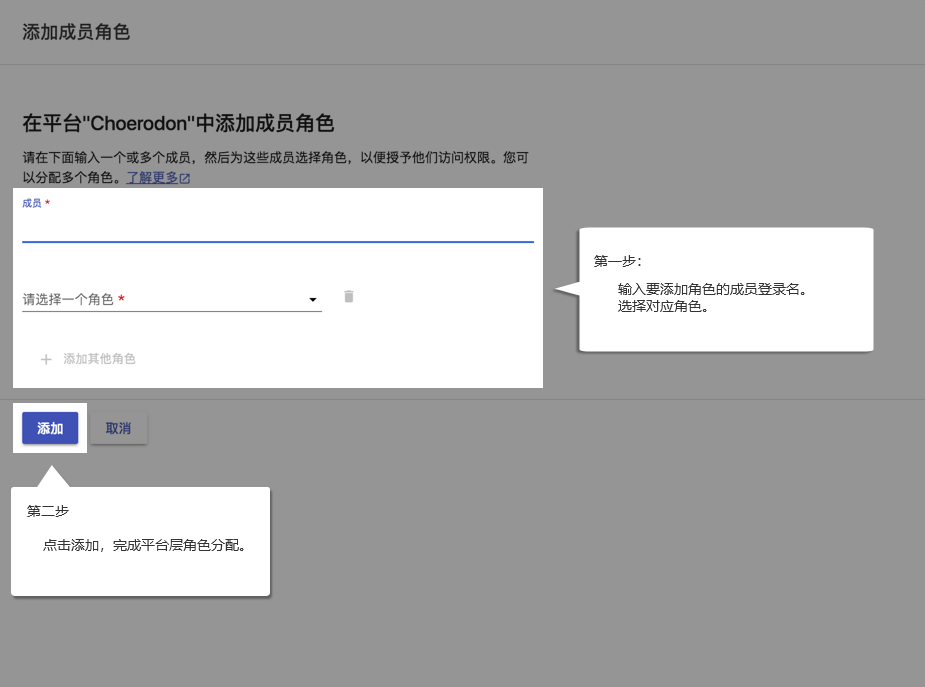 添加成员角色
在平台"Choerodon"中添加成员角色
请在下面输入一个或多个成员，然后为这些成员选择角色，以便授予他们访问权限。您可
以分配多个角色。了解更多
成员 *
请选择一个角色 *
添加其他角色
第一步：
输入要添加角色的成员登录名。
选择对应角色。
添加
取消
第二步
点击添加，完成平台层角色分配。